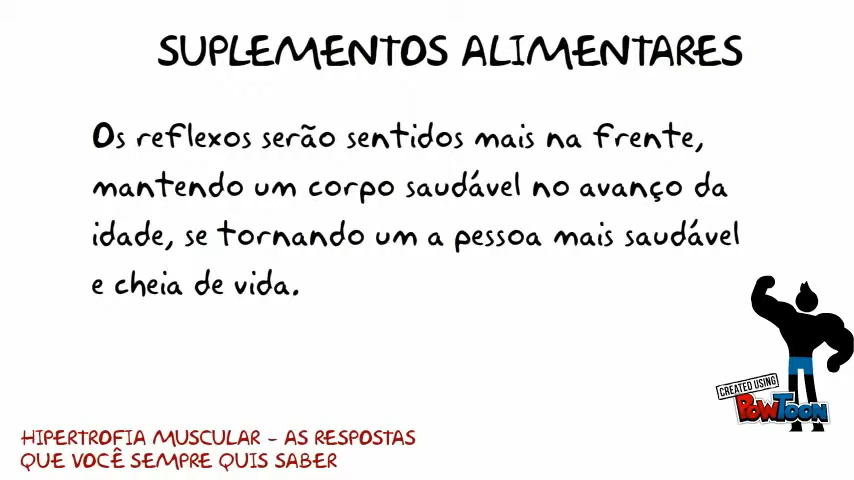 SUPLEMENTOS ALIMENTARES
Os reflexos serão sentidos mais na frente,
mantendo um corpo saudável no avanço da
idade, se tornando um a pessoa mais saudável
e cheia de vida.
CREATED USING
POWTOON
HIPERTROFIA MUSCULAR - AS RESPOSTAS
QUE VOCÊ SEMPRE QUIS SABER